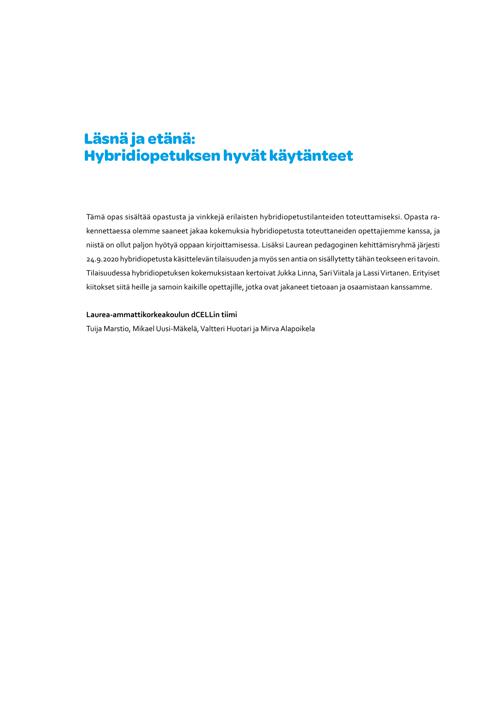 Läsnä ja etänä:
Hybridiopetuksen hyvät käytänteet
Tämä opas sisältää opastusta ja vinkkejä erilaisten hybridiopetustilanteiden toteuttamiseksi. Opasta ra-
kennettaessa olemme saaneet jakaa kokemuksia hybridiopetusta toteuttaneiden opettajiemme kanssa, ja
niistä on ollut paljon hyötyä oppaan kirjoittamisessa. Lisäksi Laurean pedagoginen kehittämisryhmä järjesti
24.9.2020 hybridiopetusta käsittelevän tilaisuuden ja myös sen antia on sisällytetty tähän teokseen eri tavoin.
Tilaisuudessa hybridiopetuksen kokemuksistaan kertoivat Jukka Linna, Sari Viitala ja Lassi Virtanen. Erityiset
kiitokset siitä heille ja samoin kaikille opettajille, jotka ovat jakaneet tietoaan ja osaamistaan kanssamme.
Laurea-ammattikorkeakoulun dCELLin tiimi
Tuija Marstio, Mikael Uusi-Mäkelä, Valtteri Huotari ja Mirva Alapoikela